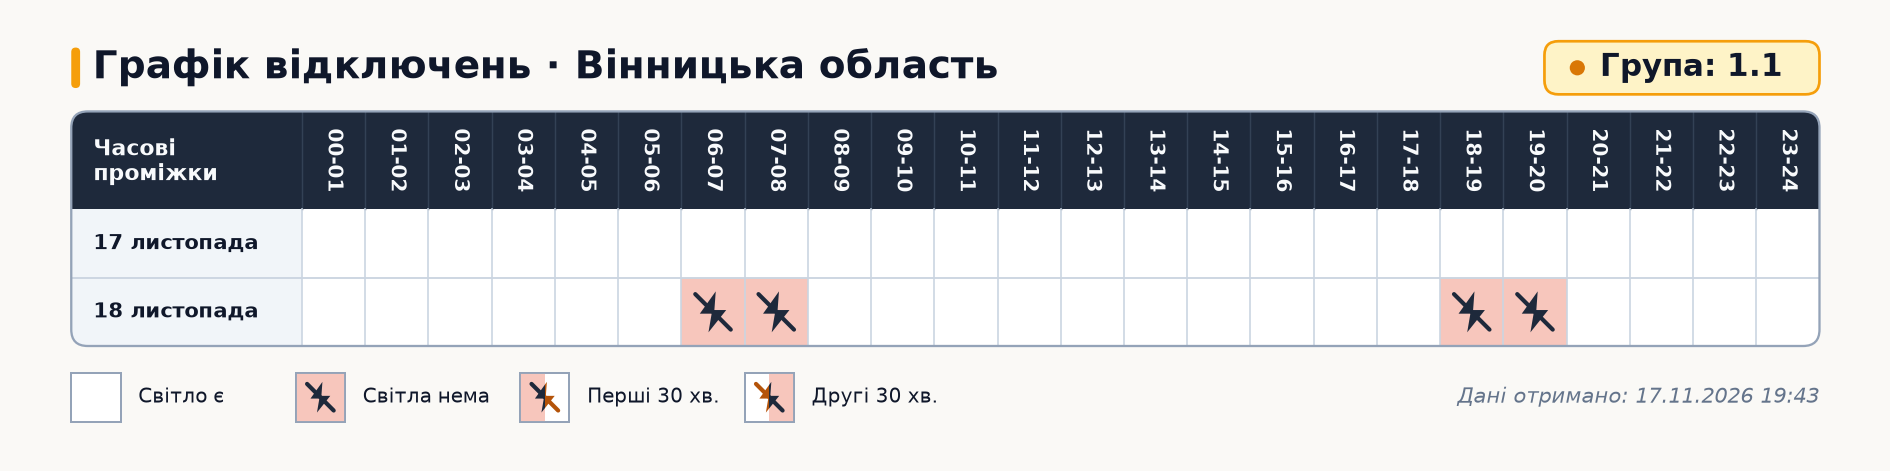 Графік відключень · Вінницька область
Група: 1.1
Часові
проміжки
00-01
01-02
02-03
03-04
04-05
05-06
06-07
07-08
08-09
09-10
10-11
11-12
12-13
13-14
14-15
15-16
16-17
17-18
18-19
19-20
20-21
21-22
22-23
23-24
17 листопада
18 листопада
Світло є
Світла нема
Перші 30 хв.
Другі 30 хв.
Дані отримано: 17.11.2026 19:43